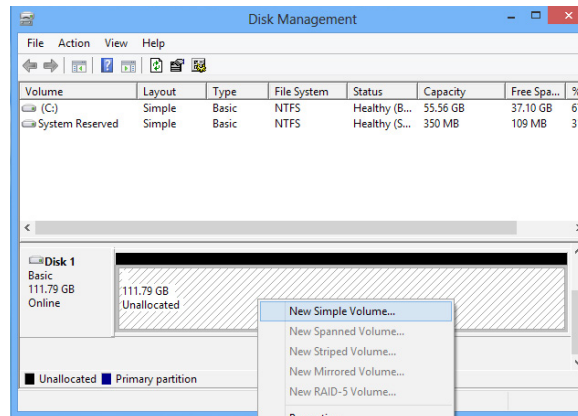 Disk Management
File Action View Help
Volume Layout Type File System Status Capacity Free Spa... %
(C:) Simple Basic NTFS Healthy (B... 55.56 GB 37.10 GB 6
System Reserved Simple Basic NTFS Healthy (S... 350 MB 109 MB 3
Disk 1
Basic
111.79 GB
Online
111.79 GB
Unallocated
New Simple Volume...
New Spanned Volume...
New Striped Volume...
New Mirrored Volume...
New RAID-5 Volume...
Unallocated Primary partition